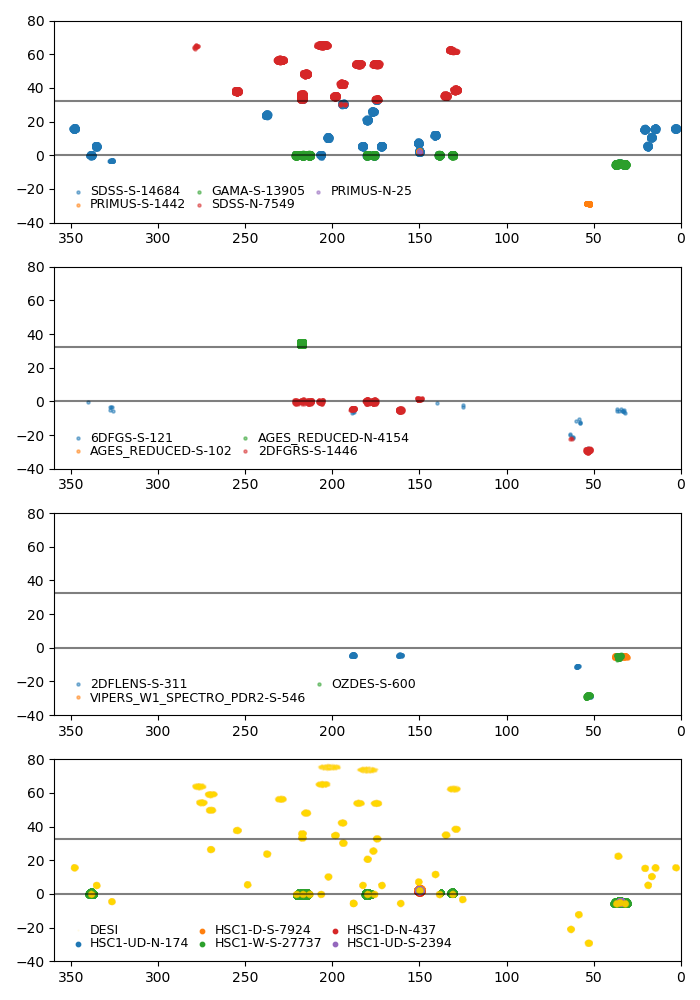 80
60
40
20
0
−20
−40
SDSS-S-14684 GAMA-S-13905 PRIMUS-N-25
PRIMUS-S-1442 SDSS-N-7549
350 300 250 200 150 100 50 0
80
60
40
20
0
−20
−40
6DFGS-S-121 AGES_REDUCED-N-4154
AGES_REDUCED-S-102 2DFGRS-S-1446
350 300 250 200 150 100 50 0
80
60
40
20
0
−20
−40
2DFLENS-S-311 OZDES-S-600
VIPERS_W1_SPECTRO_PDR2-S-546
350 300 250 200 150 100 50 0
80
60
40
20
0
−20
−40
DESI HSC1-D-S-7924 HSC1-D-N-437
HSC1-UD-N-174 HSC1-W-S-27737 HSC1-UD-S-2394
350 300 250 200 150 100 50 0